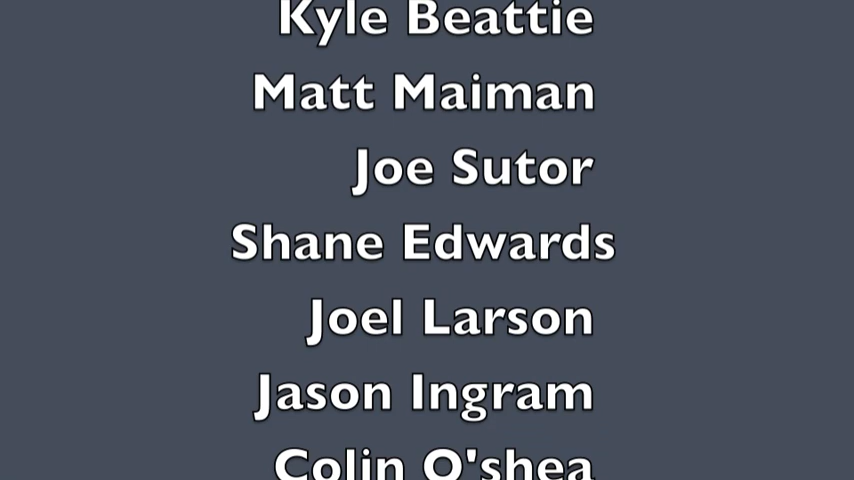 Kyle Beattie
Matt Maiman
Joe Sutor
Shane Edwards
Joel Larson
Jason Ingram
Colin O'shea